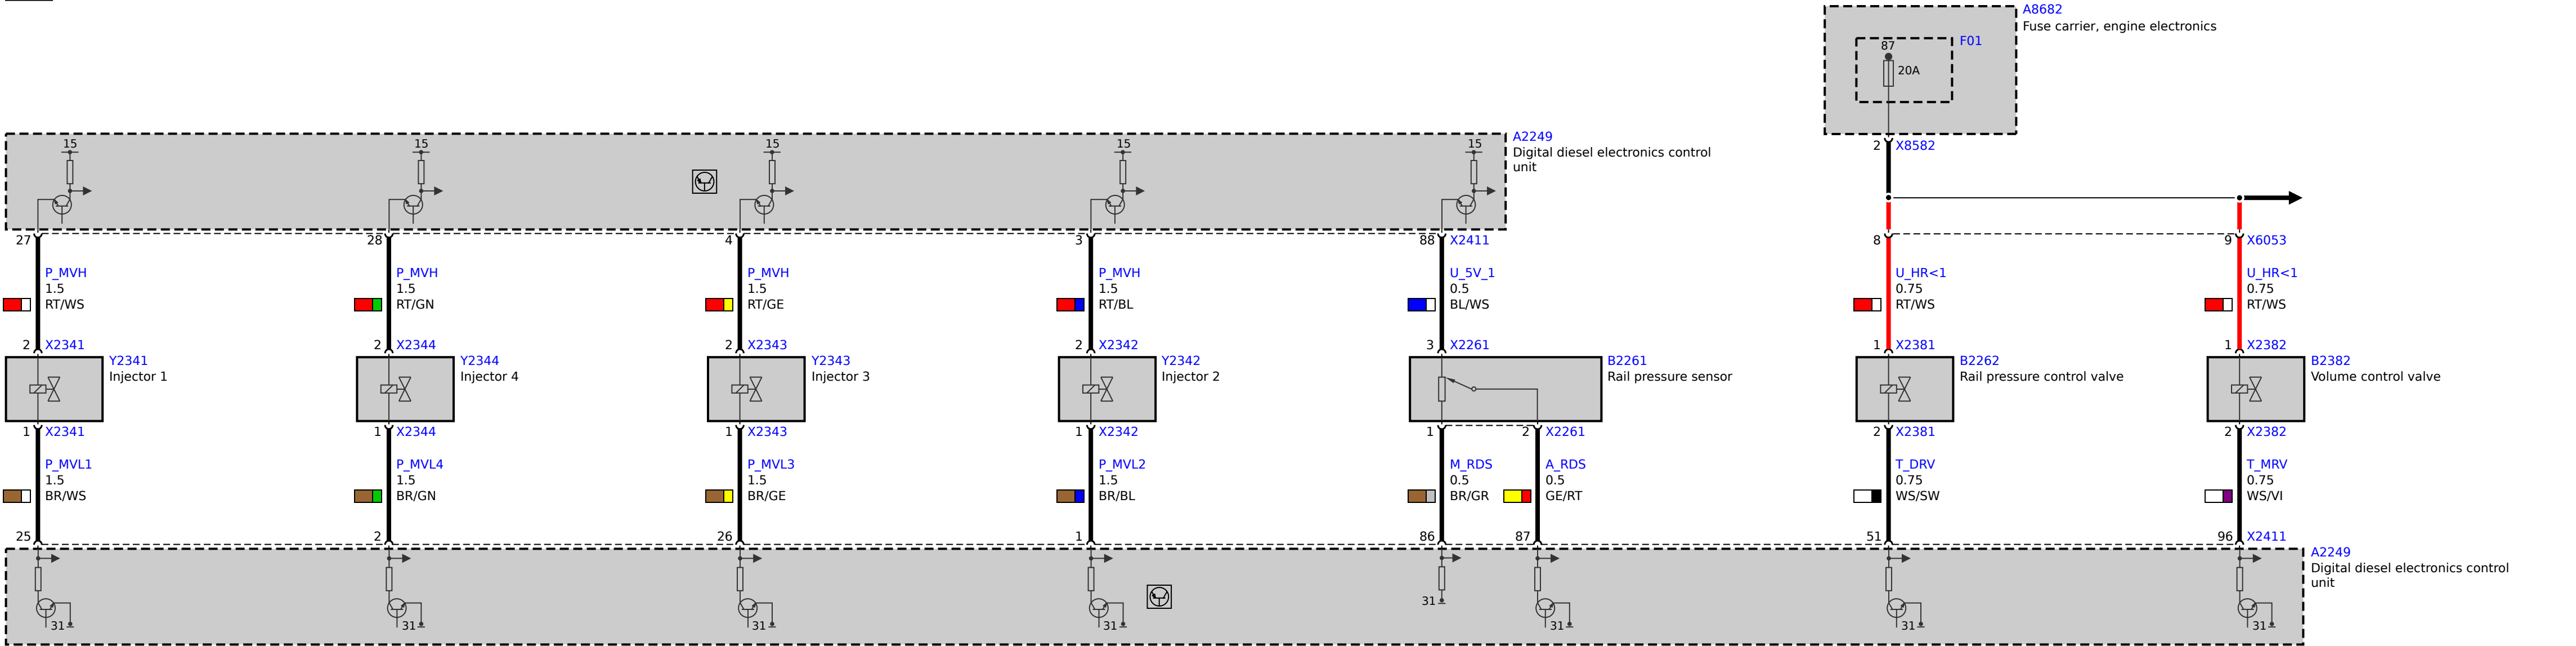 A8682
Fuse carrier, engine electronics
87
F01
20A
15
15
15
15
15
A2249
Digital diesel electronics control
unit
2
X8582
27
28
4
3
88
X2411
8
9
X6053
P_MVH
1.5
RT/WS
P_MVH
1.5
RT/GN
P_MVH
1.5
RT/GE
P_MVH
1.5
RT/BL
U_5V_1
0.5
BL/WS
U_HR<1
0.75
RT/WS
U_HR<1
0.75
RT/WS
2
X2341
2
X2344
2
X2343
2
X2342
3
X2261
1
X2381
1
X2382
Y2341
Injector 1
Y2344
Injector 4
Y2343
Injector 3
Y2342
Injector 2
B2261
Rail pressure sensor
B2262
Rail pressure control valve
B2382
Volume control valve
1
X2341
1
X2344
1
X2343
1
X2342
1
2
X2261
2
X2381
2
X2382
P_MVL1
1.5
BR/WS
P_MVL4
1.5
BR/GN
P_MVL3
1.5
BR/GE
P_MVL2
1.5
BR/BL
M_RDS
0.5
BR/GR
A_RDS
0.5
GE/RT
T_DRV
0.75
WS/SW
T_MRV
0.75
WS/VI
25
2
26
1
86
87
51
96
X2411
A2249
Digital diesel electronics control
unit
31
31
31
31
31
31
31
31